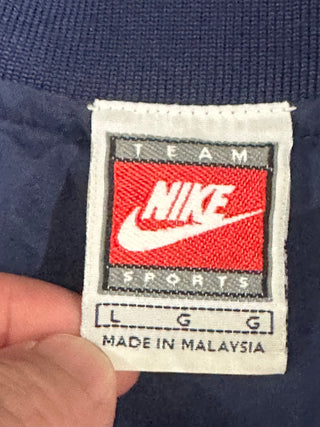 TEAM
NIKE
SPORTS
L G G
MADE IN MALAYSIA